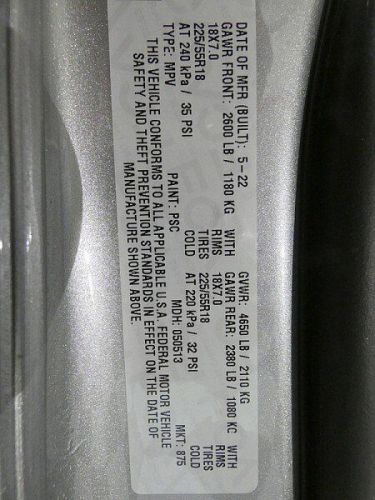 DATE OF MFR (BUILT): 5-22 GVWR: 4650 LB / 2110 KG
GAWR FRONT: 2600 LB / 1180 KG WITH GAWR REAR: 2380 LB / 1080 KG WITH
18X7.0 RIMS 18X7.0 RIMS
225/55R18 TIRES 225/55R18 TIRES
AT 240 kPa / 35 PSI COLD AT 220 kPa / 32 PSI COLD
TYPE: MPV PAINT: PSC MDH: 050513 MKT: 875
THIS VEHICLE CONFORMS TO ALL APPLICABLE U.S.A. FEDERAL MOTOR VEHICLE
SAFETY AND THEFT PREVENTION STANDARDS IN EFFECT ON THE DATE OF
MANUFACTURE SHOWN ABOVE.